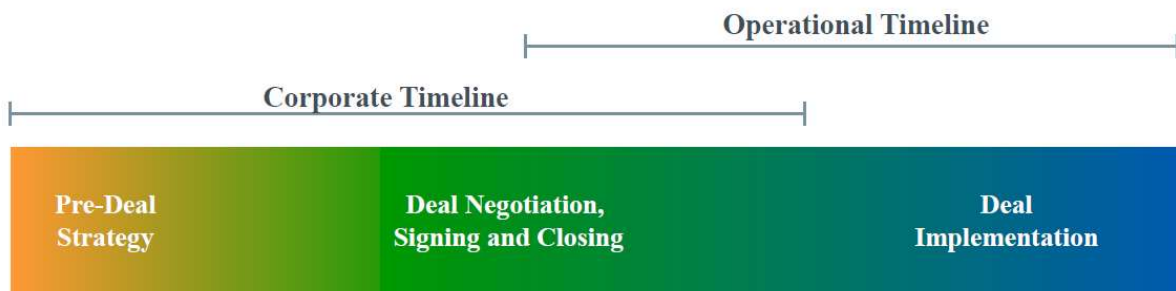 Operational Timeline
Corporate Timeline
Pre-Deal
Strategy
Deal Negotiation,
Signing and Closing
Deal
Implementation